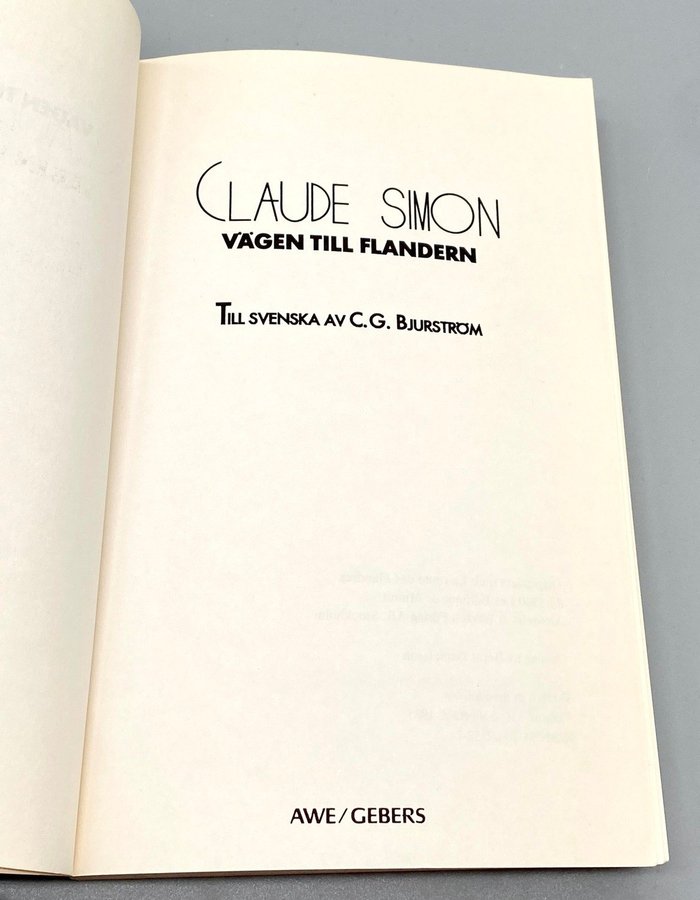 CLAUDE SIMON
VÄGEN TILL FLANDERN
TILL SVENSKA AV C.G. BJURSTRÖM
AWE/GEBERS